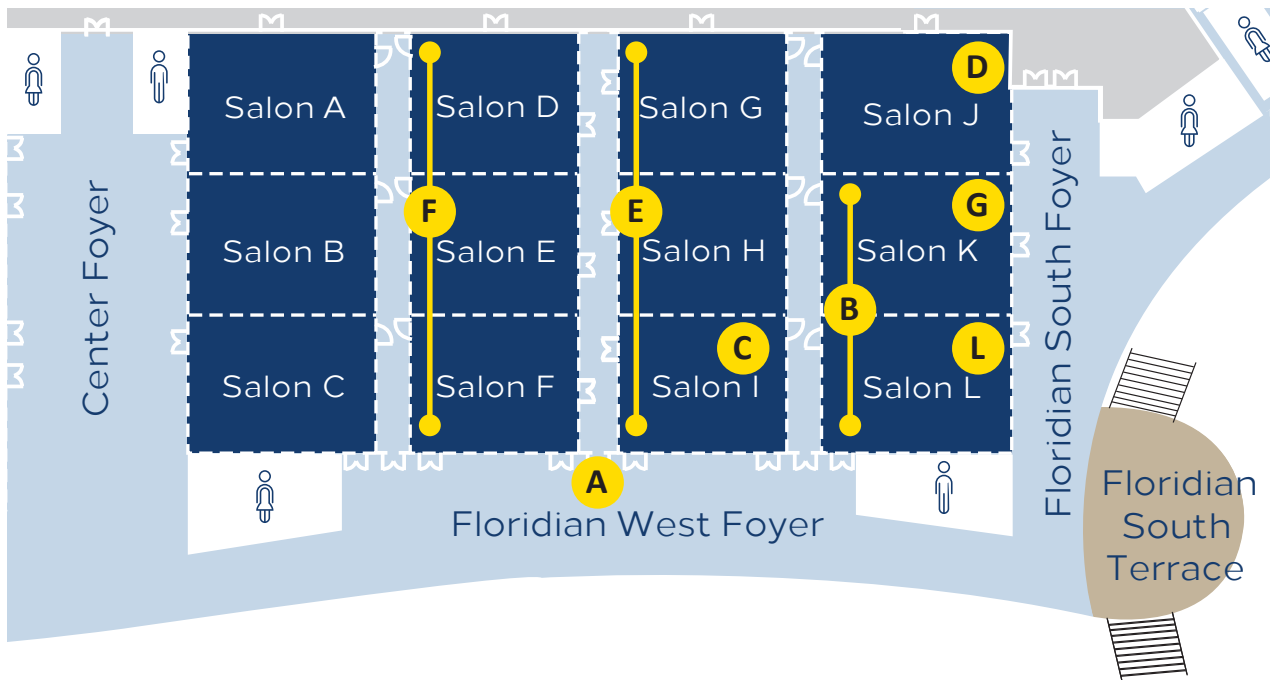 D
Salon A
Salon D
Salon G
Salon J
F
E
G
Salon B
Salon E
Salon H
Salon K
B
C
L
Salon C
Salon F
Salon I
Salon L
Center Foyer
Floridian South Foyer
A
Floridian West Foyer
Floridian
South
Terrace